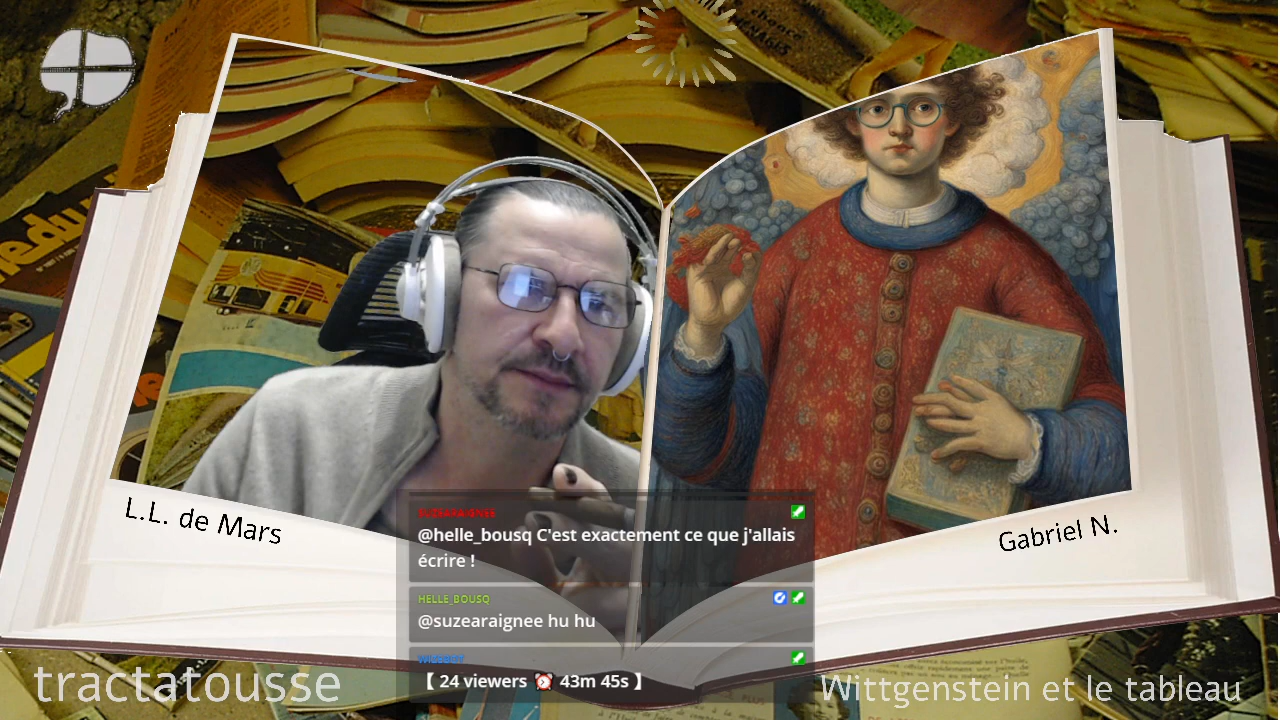 L.L. de Mars
Gabriel N.
SUZEARAIGNEE
@helle_bousq C'est exactement ce que j'allais
écrire !
HELLE_BOUSQ
@suzearaignee hu hu
【 24 viewers ⏰ 43m 45s 】
tractatousse
Wittgenstein et le tableau